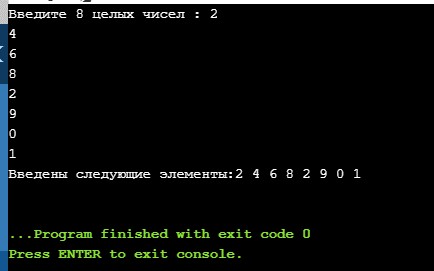 Введите 8 целых чисел : 2
4
6
8
2
9
0
1
Введены следующие элементы:2 4 6 8 2 9 0 1
...Program finished with exit code 0
Press ENTER to exit console.